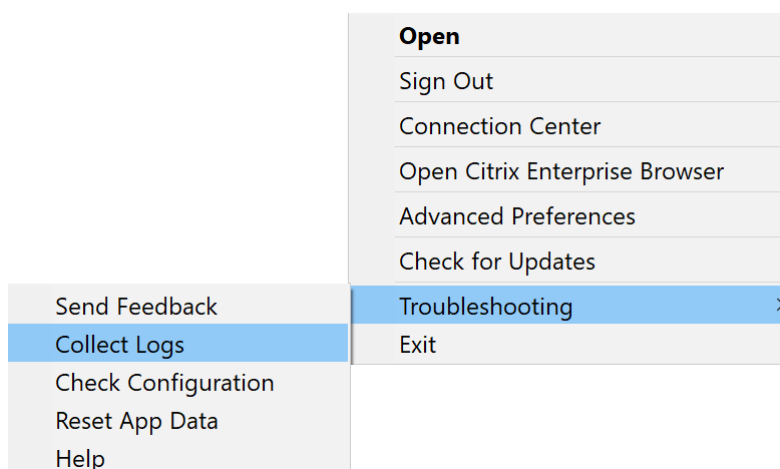 Open
Sign Out
Connection Center
Open Citrix Enterprise Browser
Advanced Preferences
Check for Updates
Troubleshooting
Exit
Send Feedback
Collect Logs
Check Configuration
Reset App Data
Help